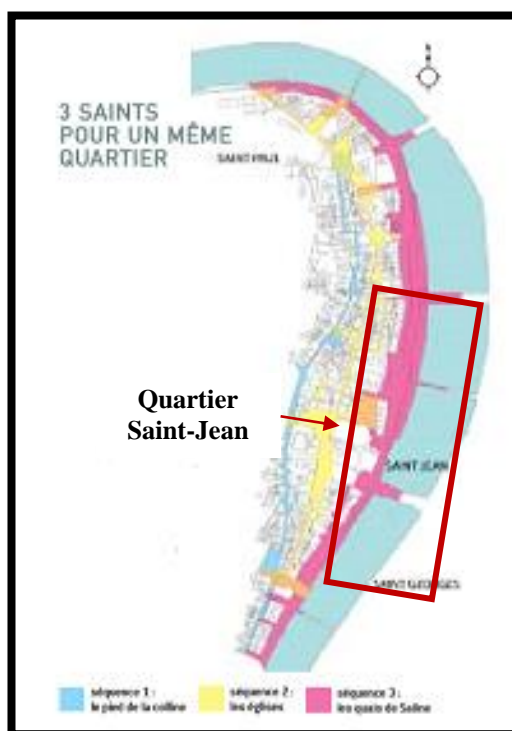 3 SAINTS
POUR UN MÊME
QUARTIER
SAINT PAUL
Quartier
Saint-Jean
SAINT JEAN
SAINT GEORGES
séquence 1 :
le pied de la colline
séquence 2 :
les églises
séquence 3 :
les quais de Saône